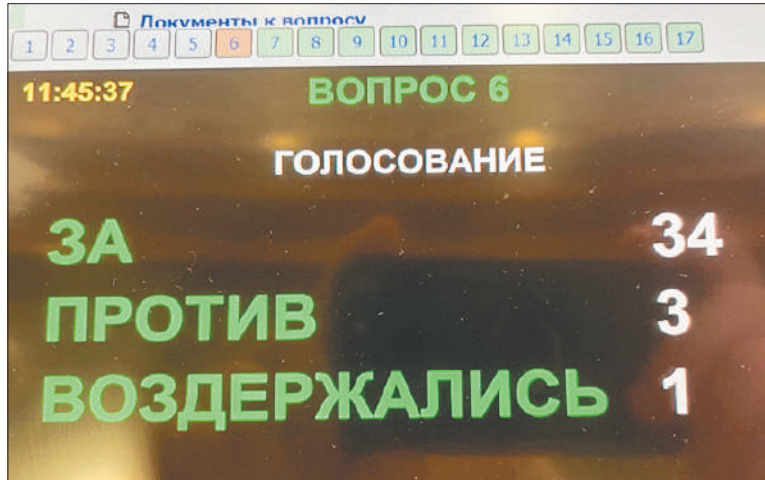 Документы к вопросу
1 2 3 4 5 6 7 8 9 10 11 12 13 14 15 16 17
11:45:37 ВОПРОС 6
ГОЛОСОВАНИЕ
ЗА 34
ПРОТИВ 3
ВОЗДЕРЖАЛИСЬ 1